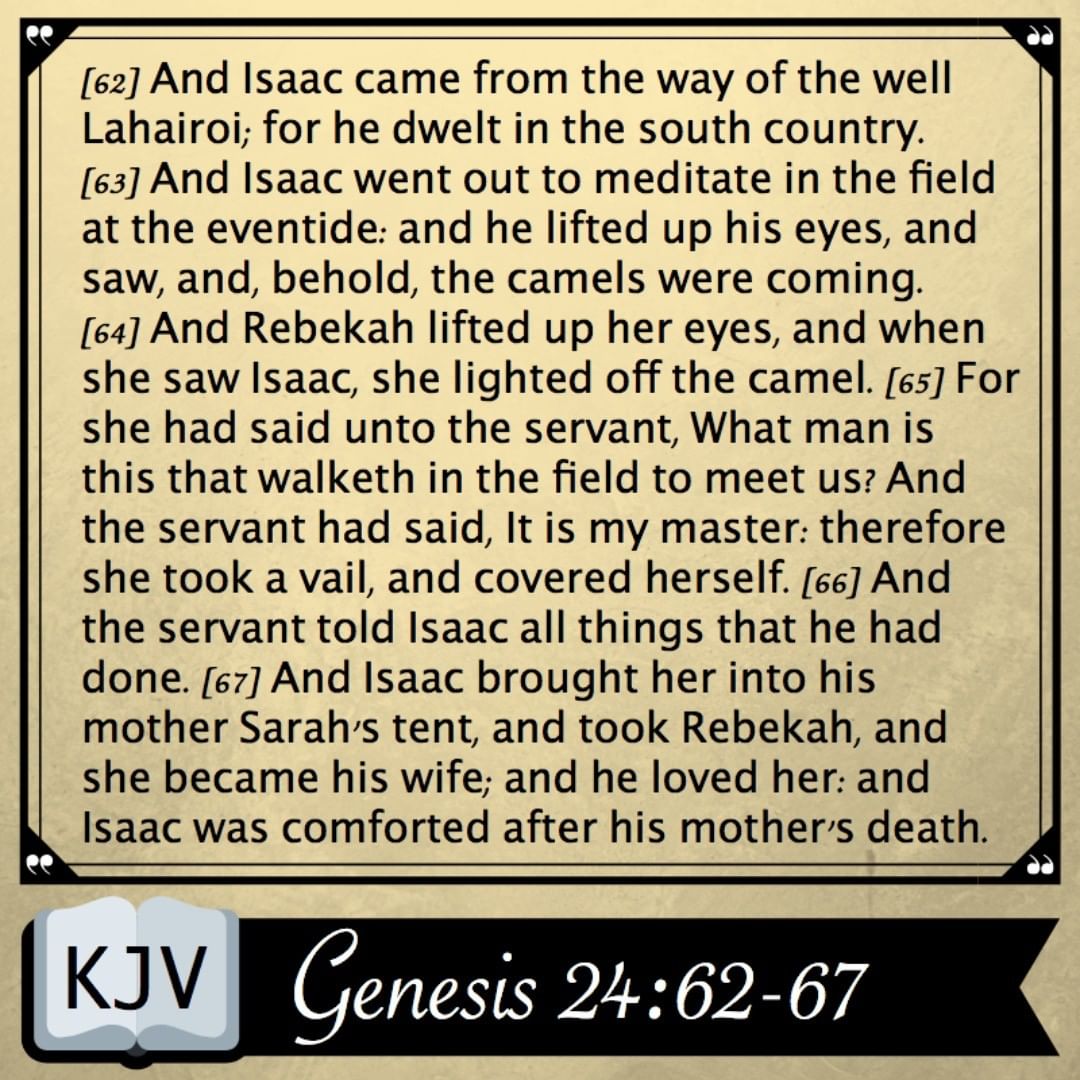 [62] And Isaac came from the way of the well
Lahairoi; for he dwelt in the south country.
[63] And Isaac went out to meditate in the field
at the eventide: and he lifted up his eyes, and
saw, and, behold, the camels were coming.
[64] And Rebekah lifted up her eyes, and when
she saw Isaac, she lighted off the camel. [65] For
she had said unto the servant, What man is
this that walketh in the field to meet us? And
the servant had said, It is my master: therefore
she took a vail, and covered herself. [66] And
the servant told Isaac all things that he had
done. [67] And Isaac brought her into his
mother Sarah's tent, and took Rebekah, and
she became his wife; and he loved her: and
Isaac was comforted after his mother's death.
KJV
Genesis 24:62-67